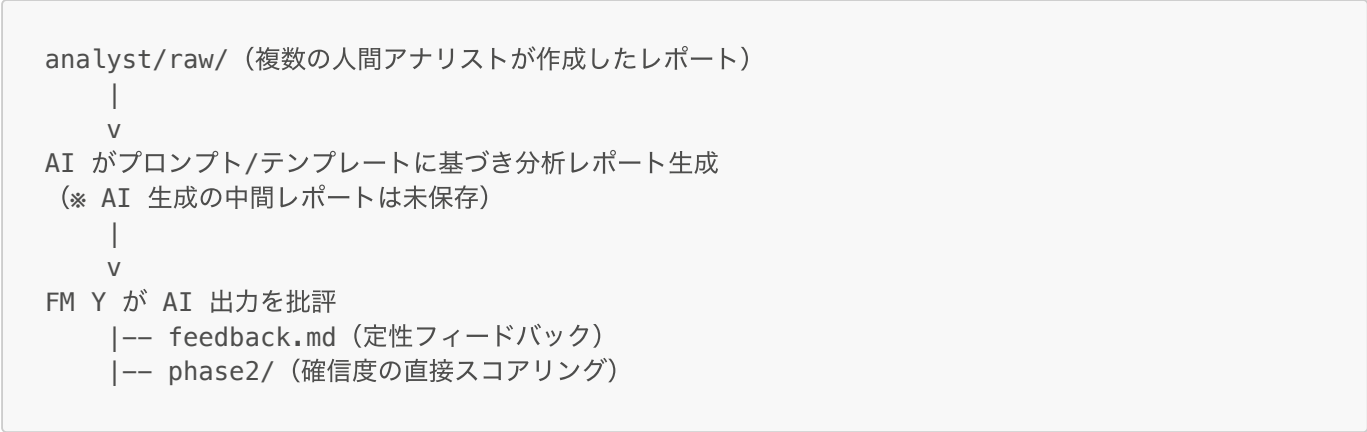 analyst/raw/（複数の人間アナリストが作成したレポート）
|
v
AI がプロンプト/テンプレートに基づき分析レポート生成
（※ AI 生成の中間レポートは未保存）
|
v
FM Y が AI 出力を批評
|-- feedback.md（定性フィードバック）
|-- phase2/（確信度の直接スコアリング）